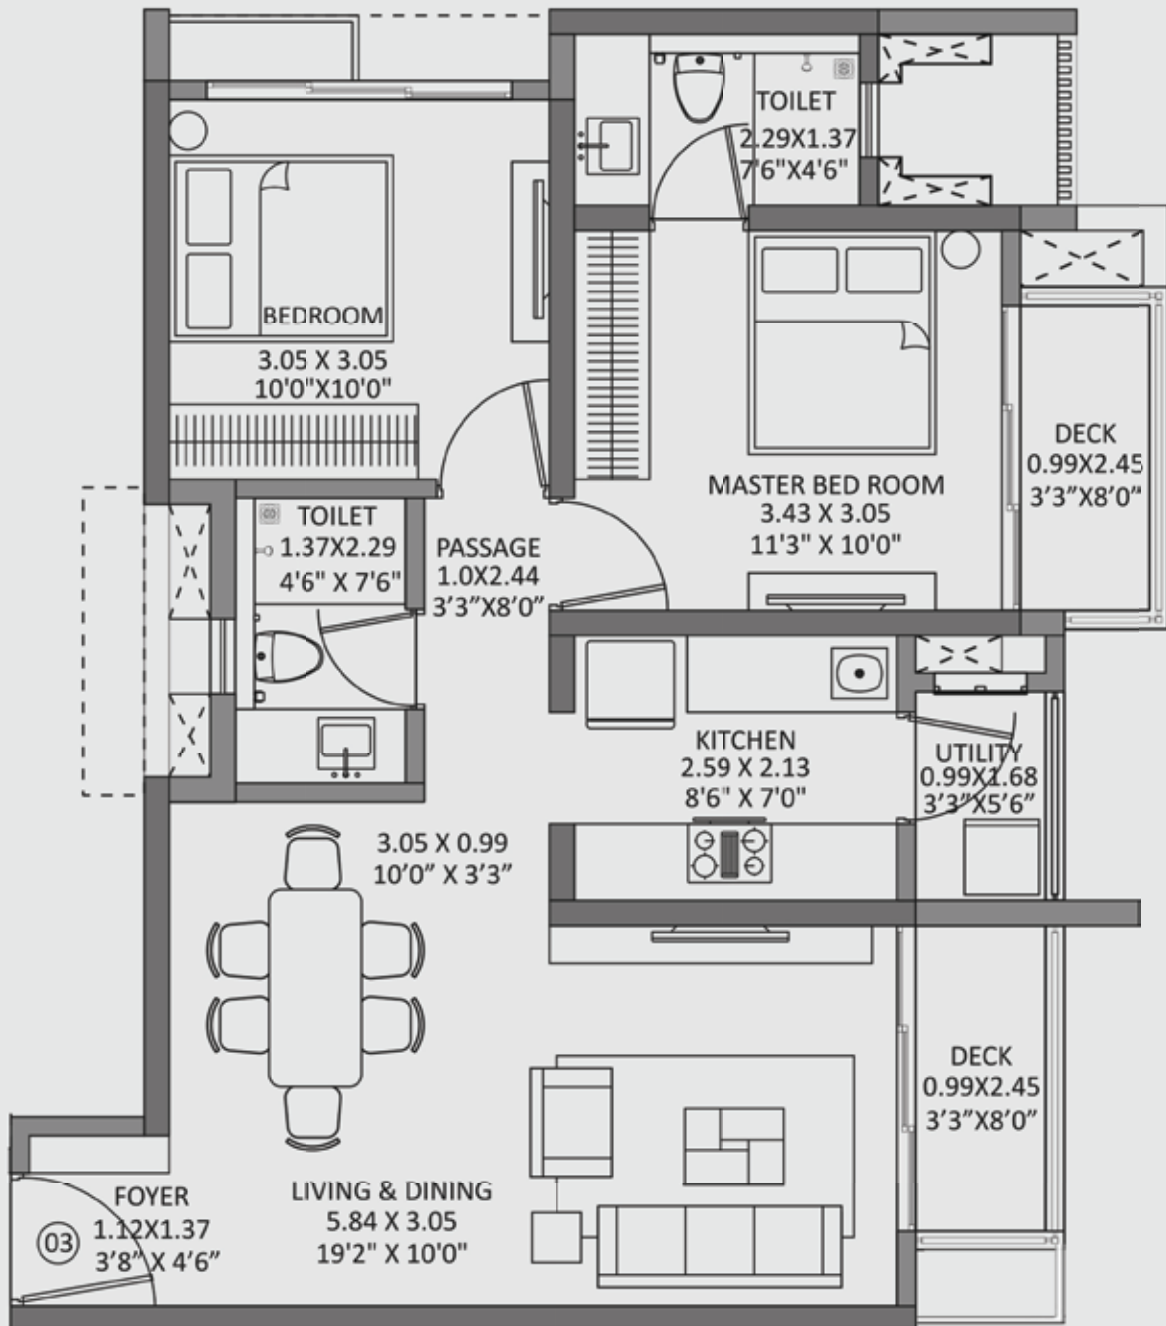 TOILET
2.29X1.37
7'6"X4'6"
BEDROOM
3.05 X 3.05
10'0"X10'0"
DECK
0.99X2.45
3'3”X8'0”
MASTER BED ROOM
3.43 X 3.05
11'3" X 10'0"
TOILET
1.37X2.29
4'6" X 7'6"
PASSAGE
1.0X2.44
3'3”X8'0”
KITCHEN
2.59 X 2.13
8'6" X 7'0"
UTILITY
0.99X1.68
3'3”X5'6”
3.05 X 0.99
10'0” X 3'3”
DECK
0.99X2.45
3'3”X8'0”
FOYER
1.12X1.37
3'8” X 4'6”
03
LIVING & DINING
5.84 X 3.05
19'2" X 10'0"